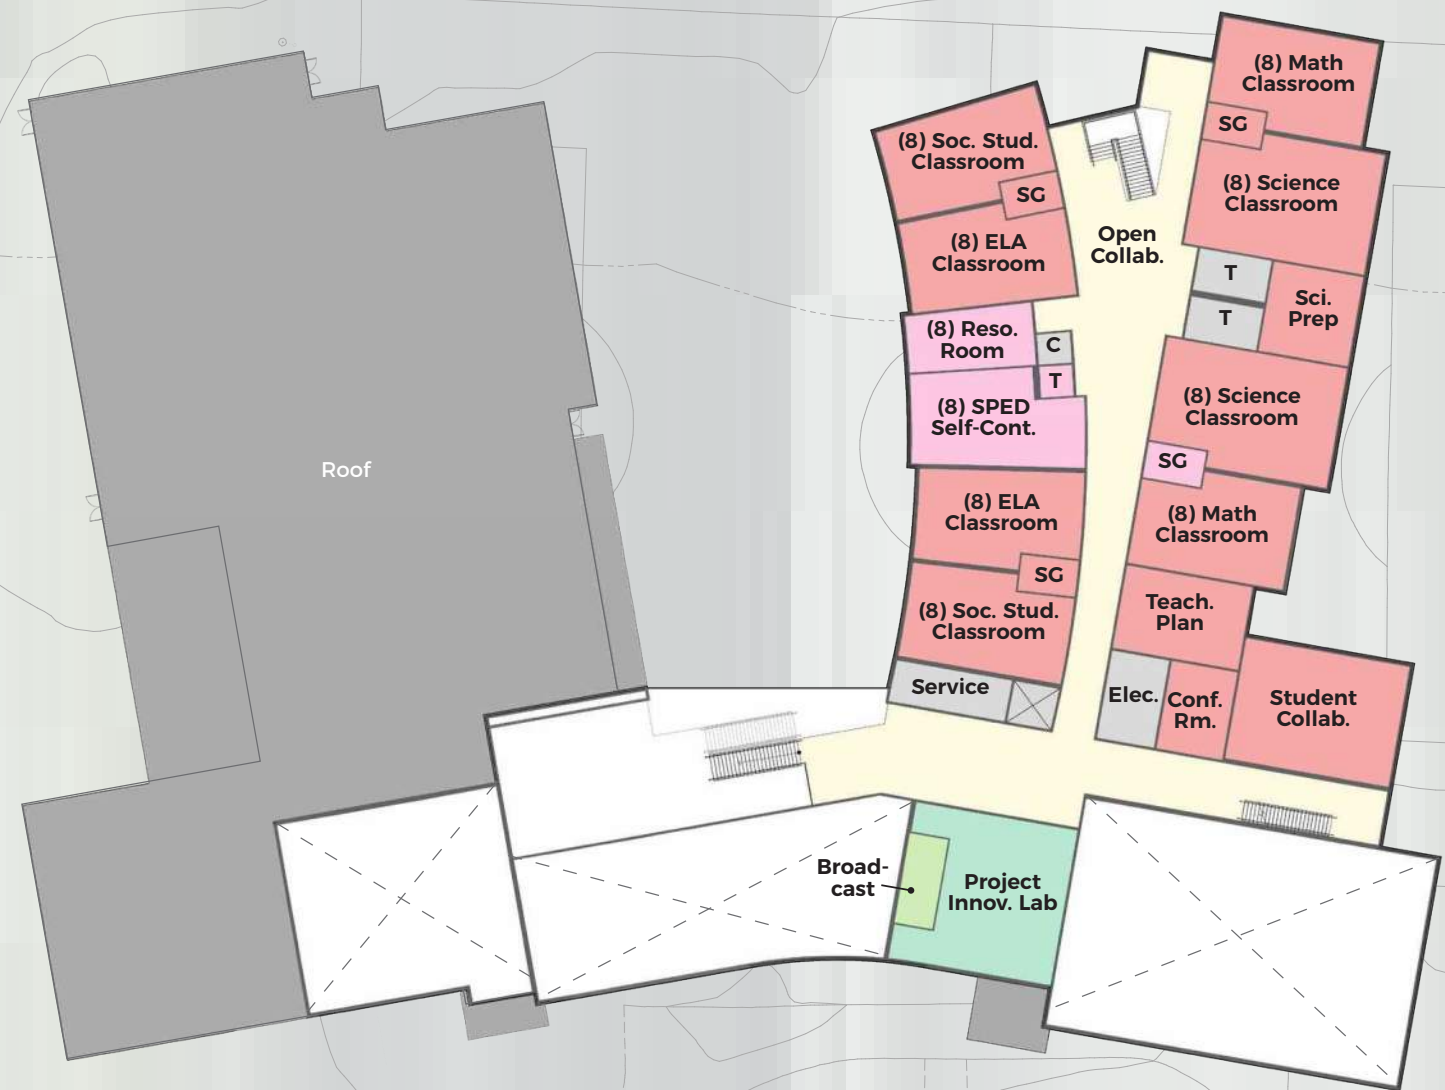 (8) Math
Classroom
SG
(8) Soc. Stud.
Classroom
SG
(8) Science
Classroom
(8) ELA
Classroom
Open
Collab.
T
T
Sci.
Prep
(8) Reso.
Room
C
T
(8) SPED
Self-Cont.
(8) Science
Classroom
SG
Roof
(8) ELA
Classroom
(8) Math
Classroom
SG
(8) Soc. Stud.
Classroom
Teach.
Plan
Service
Elec.
Conf.
Rm.
Student
Collab.
Broad-
cast
Project
Innov. Lab